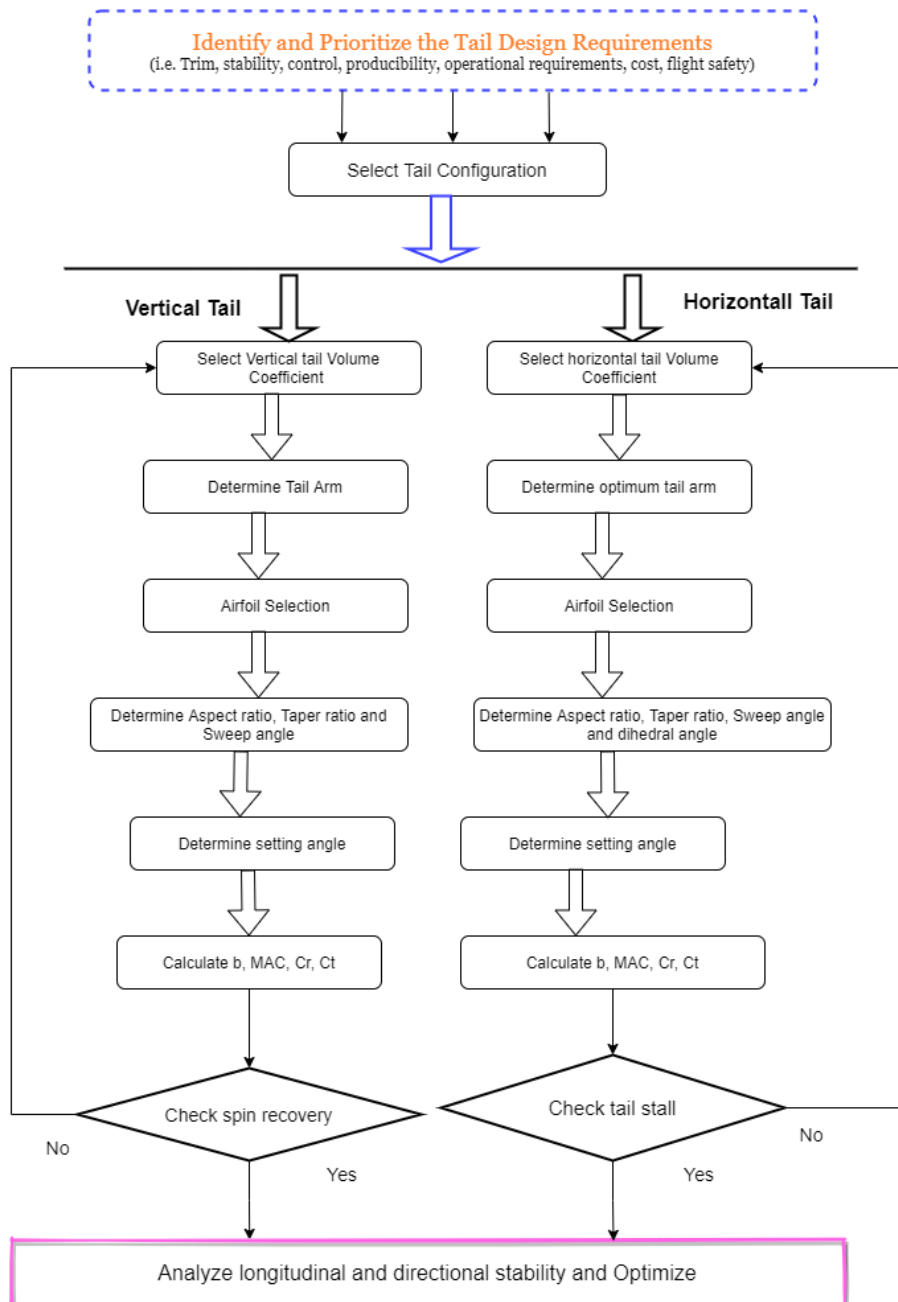 Identify and Prioritize the Tail Design Requirements
(i.e. Trim, stability, control, producibility, operational requirements, cost, flight safety)
Select Tail Configuration
Vertical Tail
Horizontall Tail
Select Vertical tail Volume
Coefficient
Select horizontal tail Volume
Coefficient
Determine Tail Arm
Determine optimum tail arm
Airfoil Selection
Airfoil Selection
Determine Aspect ratio, Taper ratio and
Sweep angle
Determine Aspect ratio, Taper ratio, Sweep angle
and dihedral angle
Determine setting angle
Determine setting angle
Calculate b, MAC, Cr, Ct
Calculate b, MAC, Cr, Ct
Check spin recovery
Check tail stall
No
Yes
Yes
No
Analyze longitudinal and directional stability and Optimize